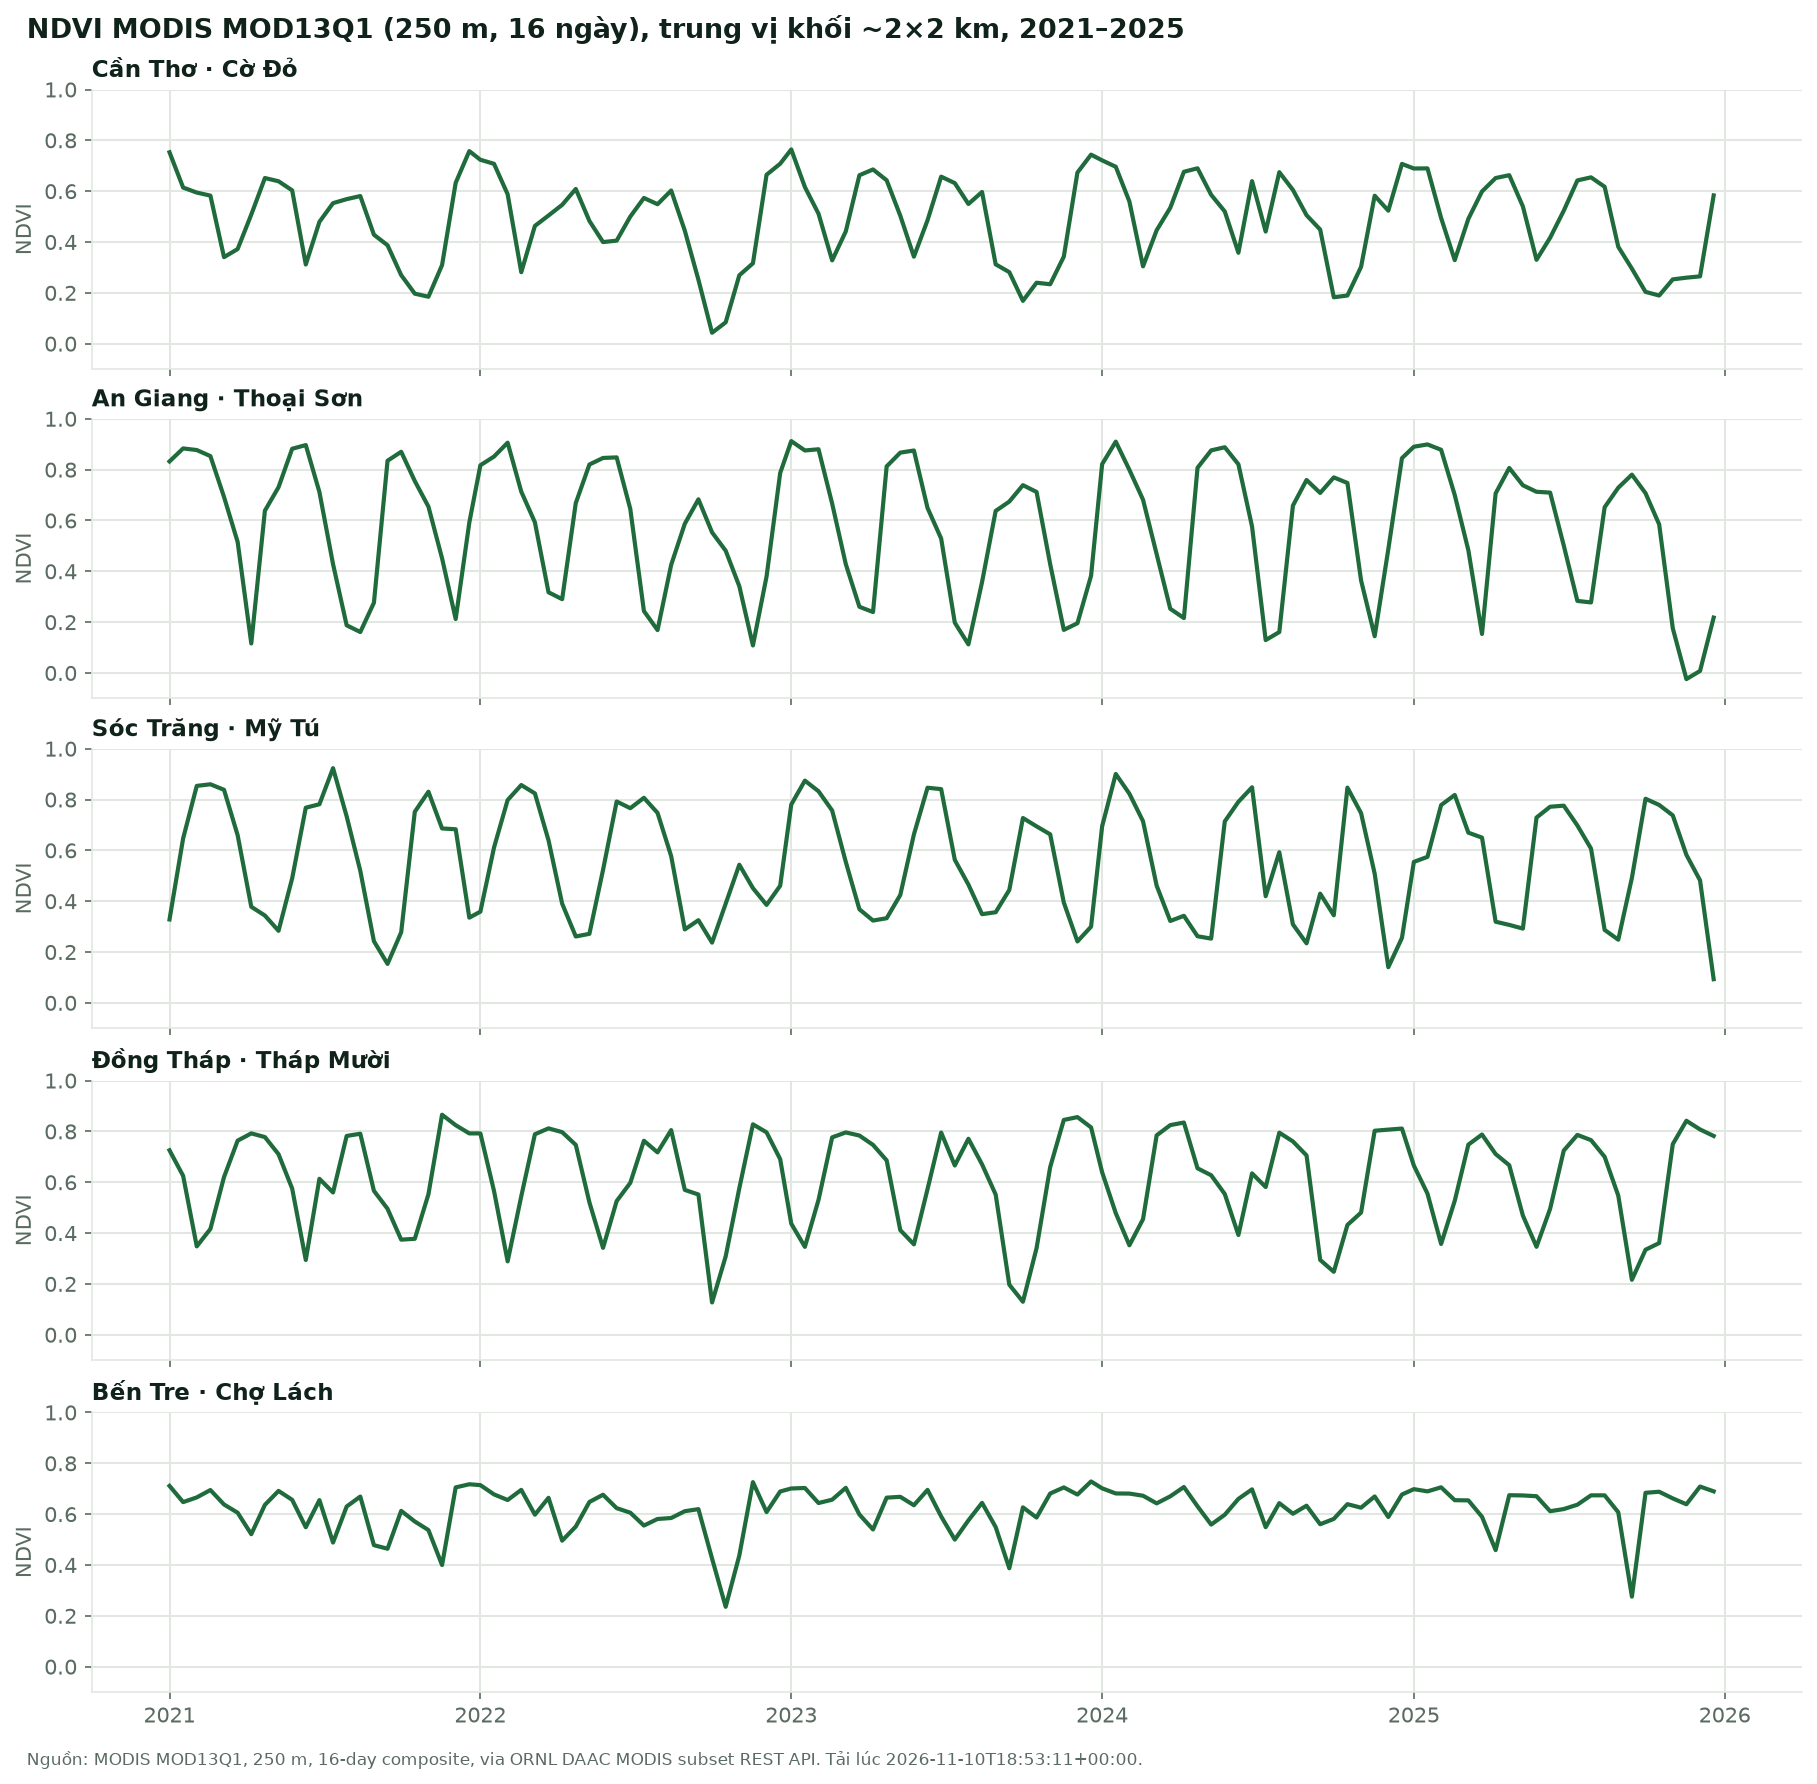 NDVI MODIS MOD13Q1 (250 m, 16 ngày), trung vị khối ~2×2 km, 2021–2025
Cần Thơ · Cờ Đỏ
1.0
0.8
0.6
0.4
0.2
0.0
NDVI
An Giang · Thoại Sơn
1.0
0.8
0.6
0.4
0.2
0.0
NDVI
Sóc Trăng · Mỹ Tú
1.0
0.8
0.6
0.4
0.2
0.0
NDVI
Đồng Tháp · Tháp Mười
1.0
0.8
0.6
0.4
0.2
0.0
NDVI
Bến Tre · Chợ Lách
1.0
0.8
0.6
0.4
0.2
0.0
NDVI
2021 2022 2023 2024 2025 2026
Nguồn: MODIS MOD13Q1, 250 m, 16-day composite, via ORNL DAAC MODIS subset REST API. Tải lúc 2026-11-10T18:53:11+00:00.